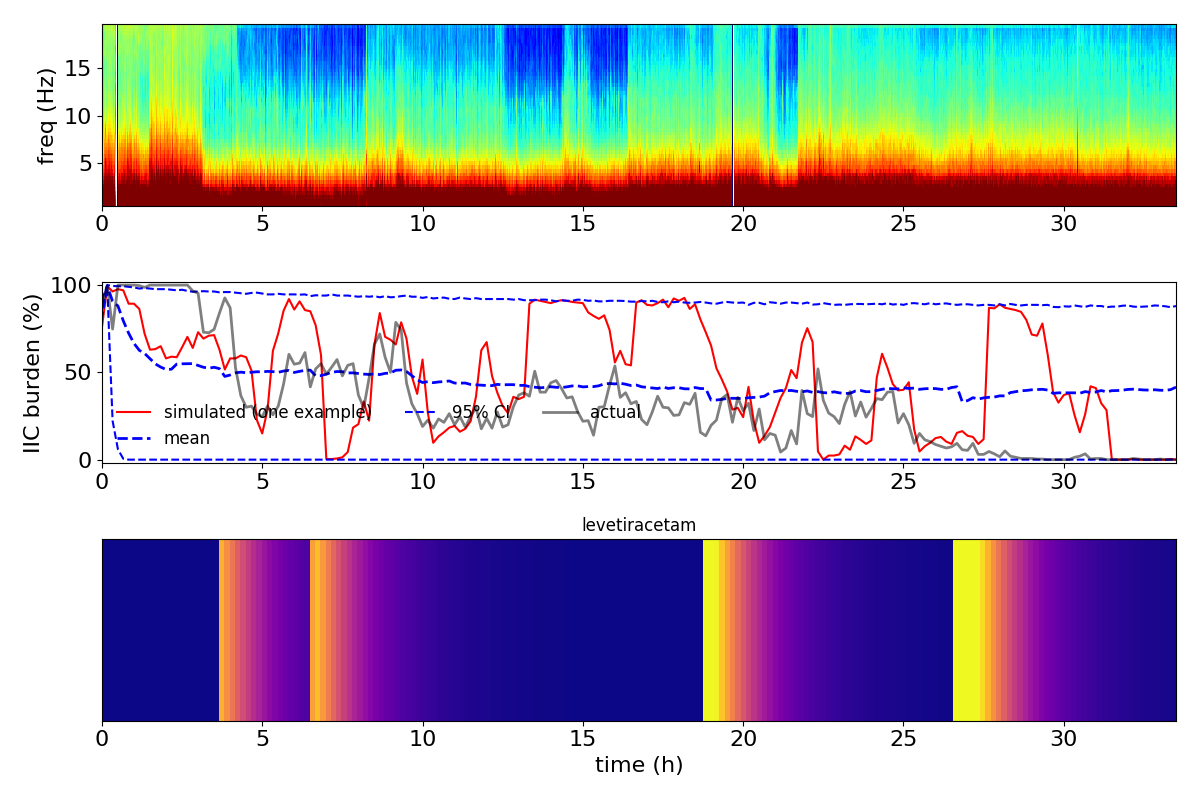 freq (Hz)
15
10
5
0 5 10 15 20 25 30
IIC burden (%)
100
50
0
simulated (one example) 95% CI actual
mean
0 5 10 15 20 25 30
levetiracetam
0 5 10 15 20 25 30
time (h)